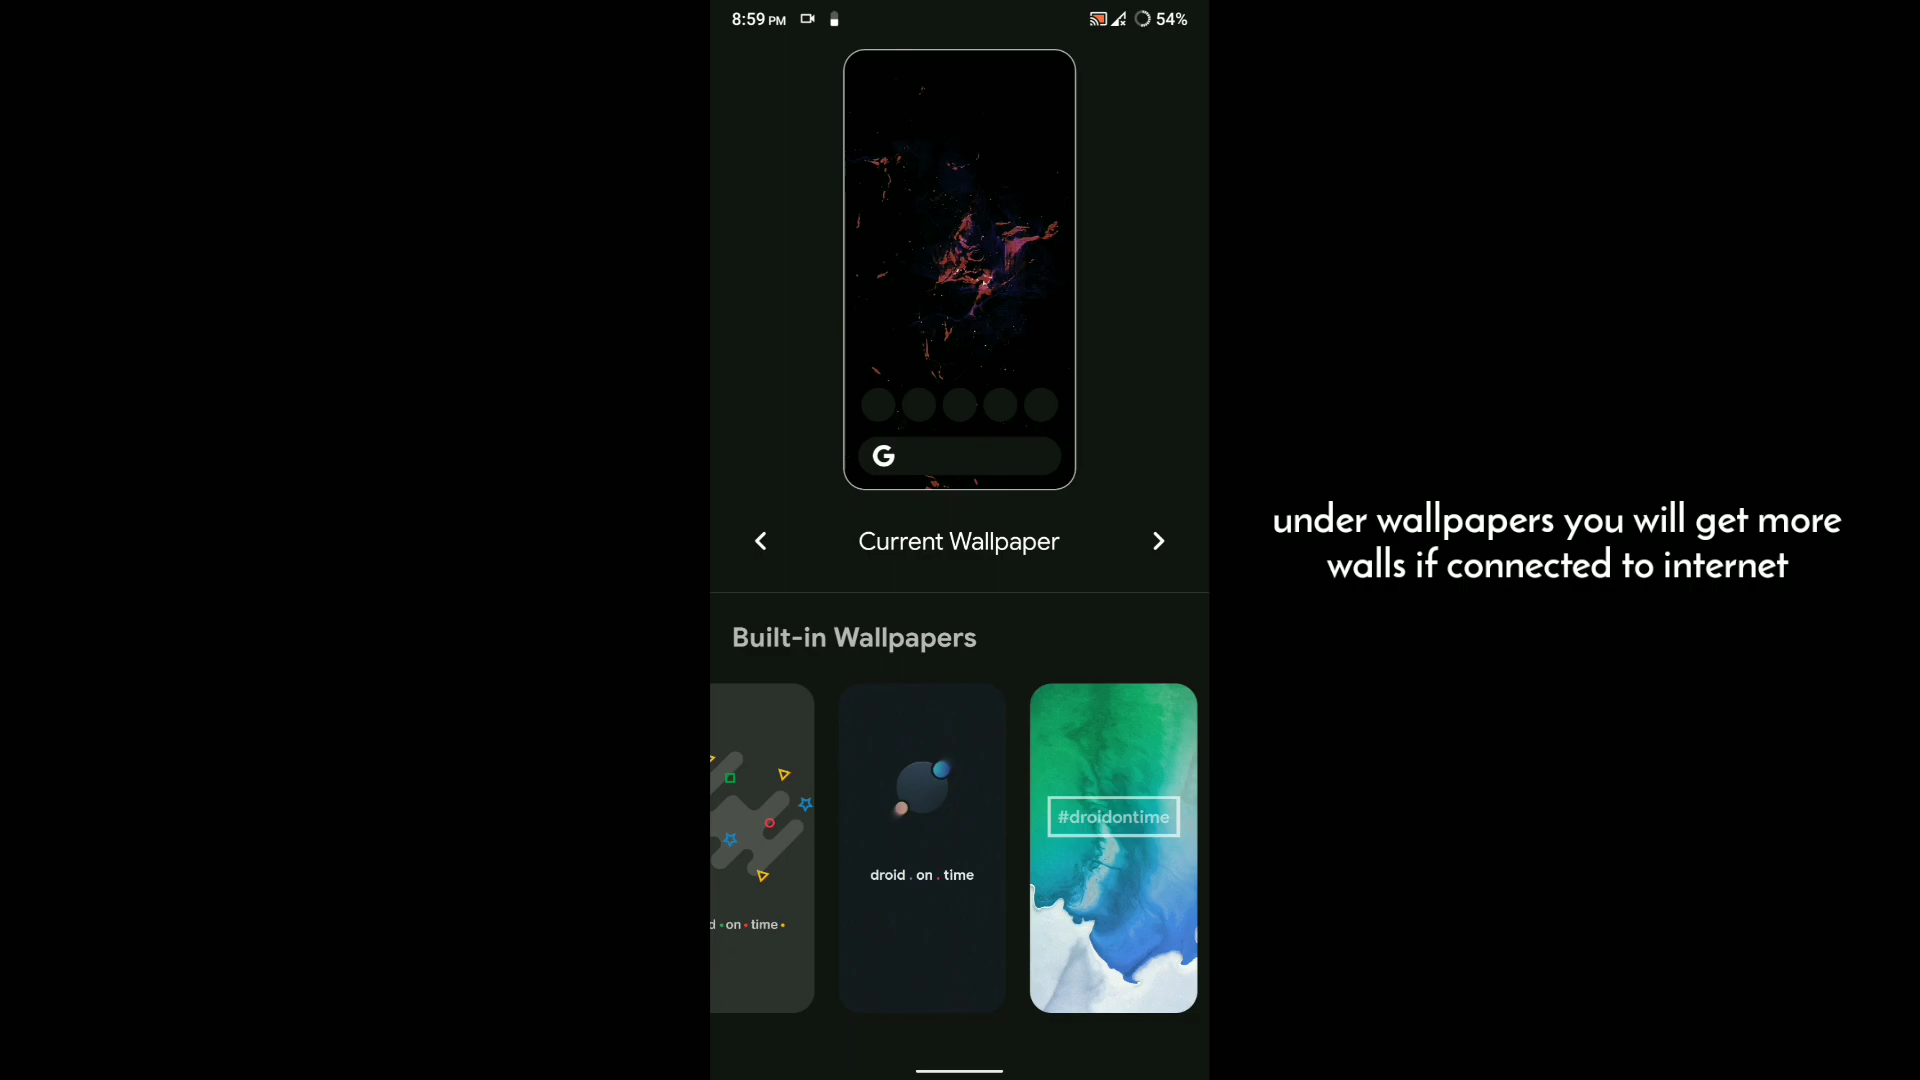 8:59 PM
54%
G
Current Wallpaper
under wallpapers you will get more
walls if connected to internet
Built-in Wallpapers
d • on • time •
droid . on . time
#droidontime